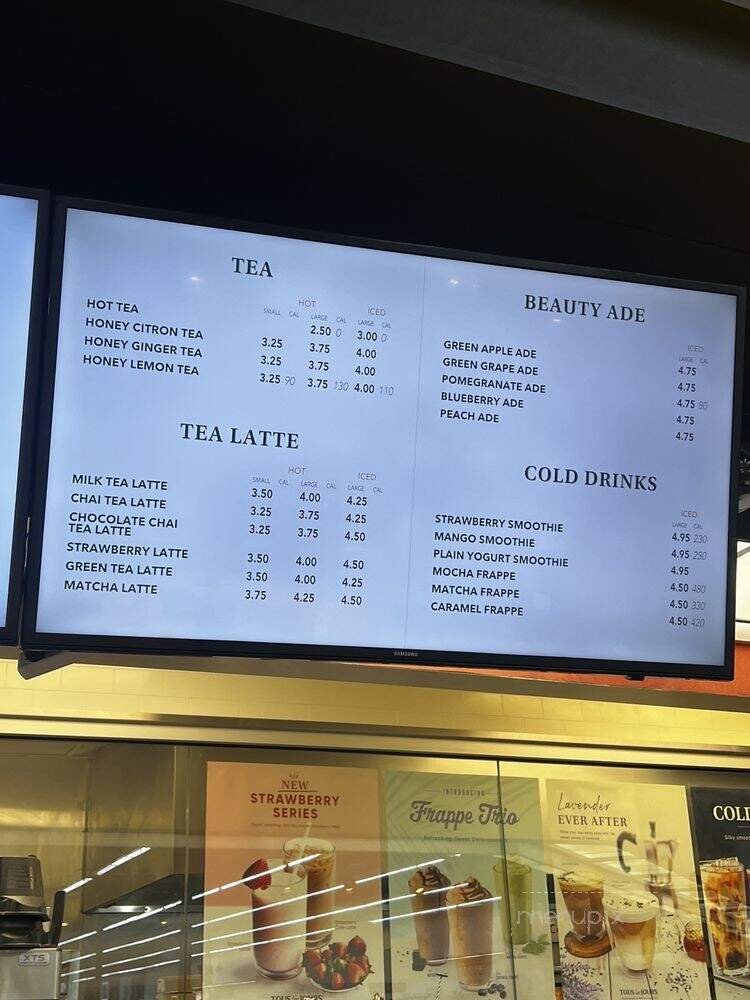 TEA
HOT ICED
SMALL CAL LARGE CAL LARGE CAL
HOT TEA 2.50 0 3.00 0
HONEY CITRON TEA 3.25 3.75 4.00
HONEY GINGER TEA 3.25 3.75 4.00
HONEY LEMON TEA 3.25 90 3.75 130 4.00 110
TEA LATTE
HOT ICED
SMALL CAL LARGE CAL LARGE CAL
MILK TEA LATTE 3.50 4.00 4.25
CHAI TEA LATTE 3.25 3.75 4.25
CHOCOLATE CHAI 3.25 3.75 4.50
TEA LATTE
STRAWBERRY LATTE 3.50 4.00 4.50
GREEN TEA LATTE 3.50 4.00 4.25
MATCHA LATTE 3.75 4.25 4.50
BEAUTY ADE
ICED
LARGE CAL
GREEN APPLE ADE 4.75
GREEN GRAPE ADE 4.75
POMEGRANATE ADE 4.75 80
BLUEBERRY ADE 4.75
PEACH ADE 4.75
COLD DRINKS
ICED
LARGE CAL
STRAWBERRY SMOOTHIE 4.95 230
MANGO SMOOTHIE 4.95 250
PLAIN YOGURT SMOOTHIE 4.95
MOCHA FRAPPE 4.50 480
MATCHA FRAPPE 4.50 330
CARAMEL FRAPPE 4.50 420
SAMSUNG
NEW
STRAWBERRY
SERIES
TOUS les JOURS
INTRODUCING
Frappe Trio
Lavender
EVER AFTER
TOUS les JOURS
COLD
XTS
menupix